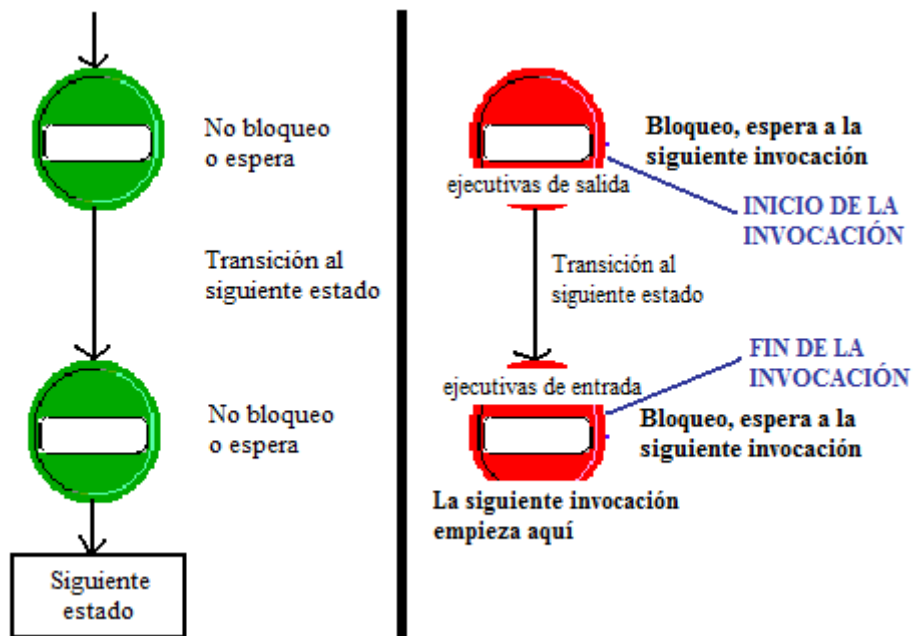 No bloqueo
o espera
Transición al
siguiente estado
No bloqueo
o espera
Siguiente
estado
Bloqueo, espera a la
siguiente invocación
ejecutivas de salida
INICIO DE LA
INVOCACIÓN
Transición al
siguiente estado
FIN DE LA
INVOCACIÓN
ejecutivas de entrada
Bloqueo, espera a la
siguiente invocación
La siguiente invocación
empieza aquí